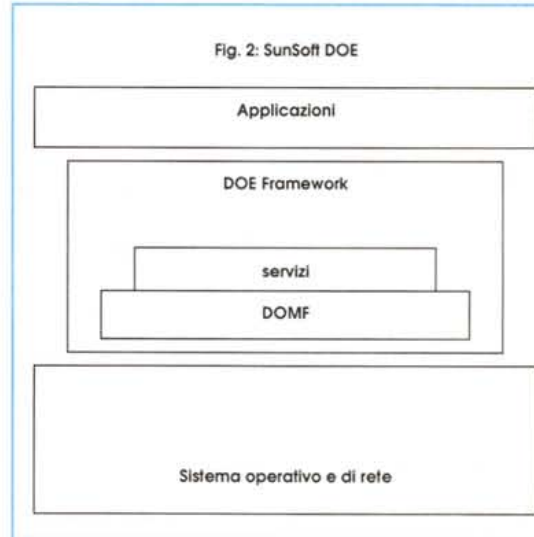 Fig. 2: SunSoft DOE
Applicazioni
DOE Framework
servizi
DOMF
Sistema operativo e di rete